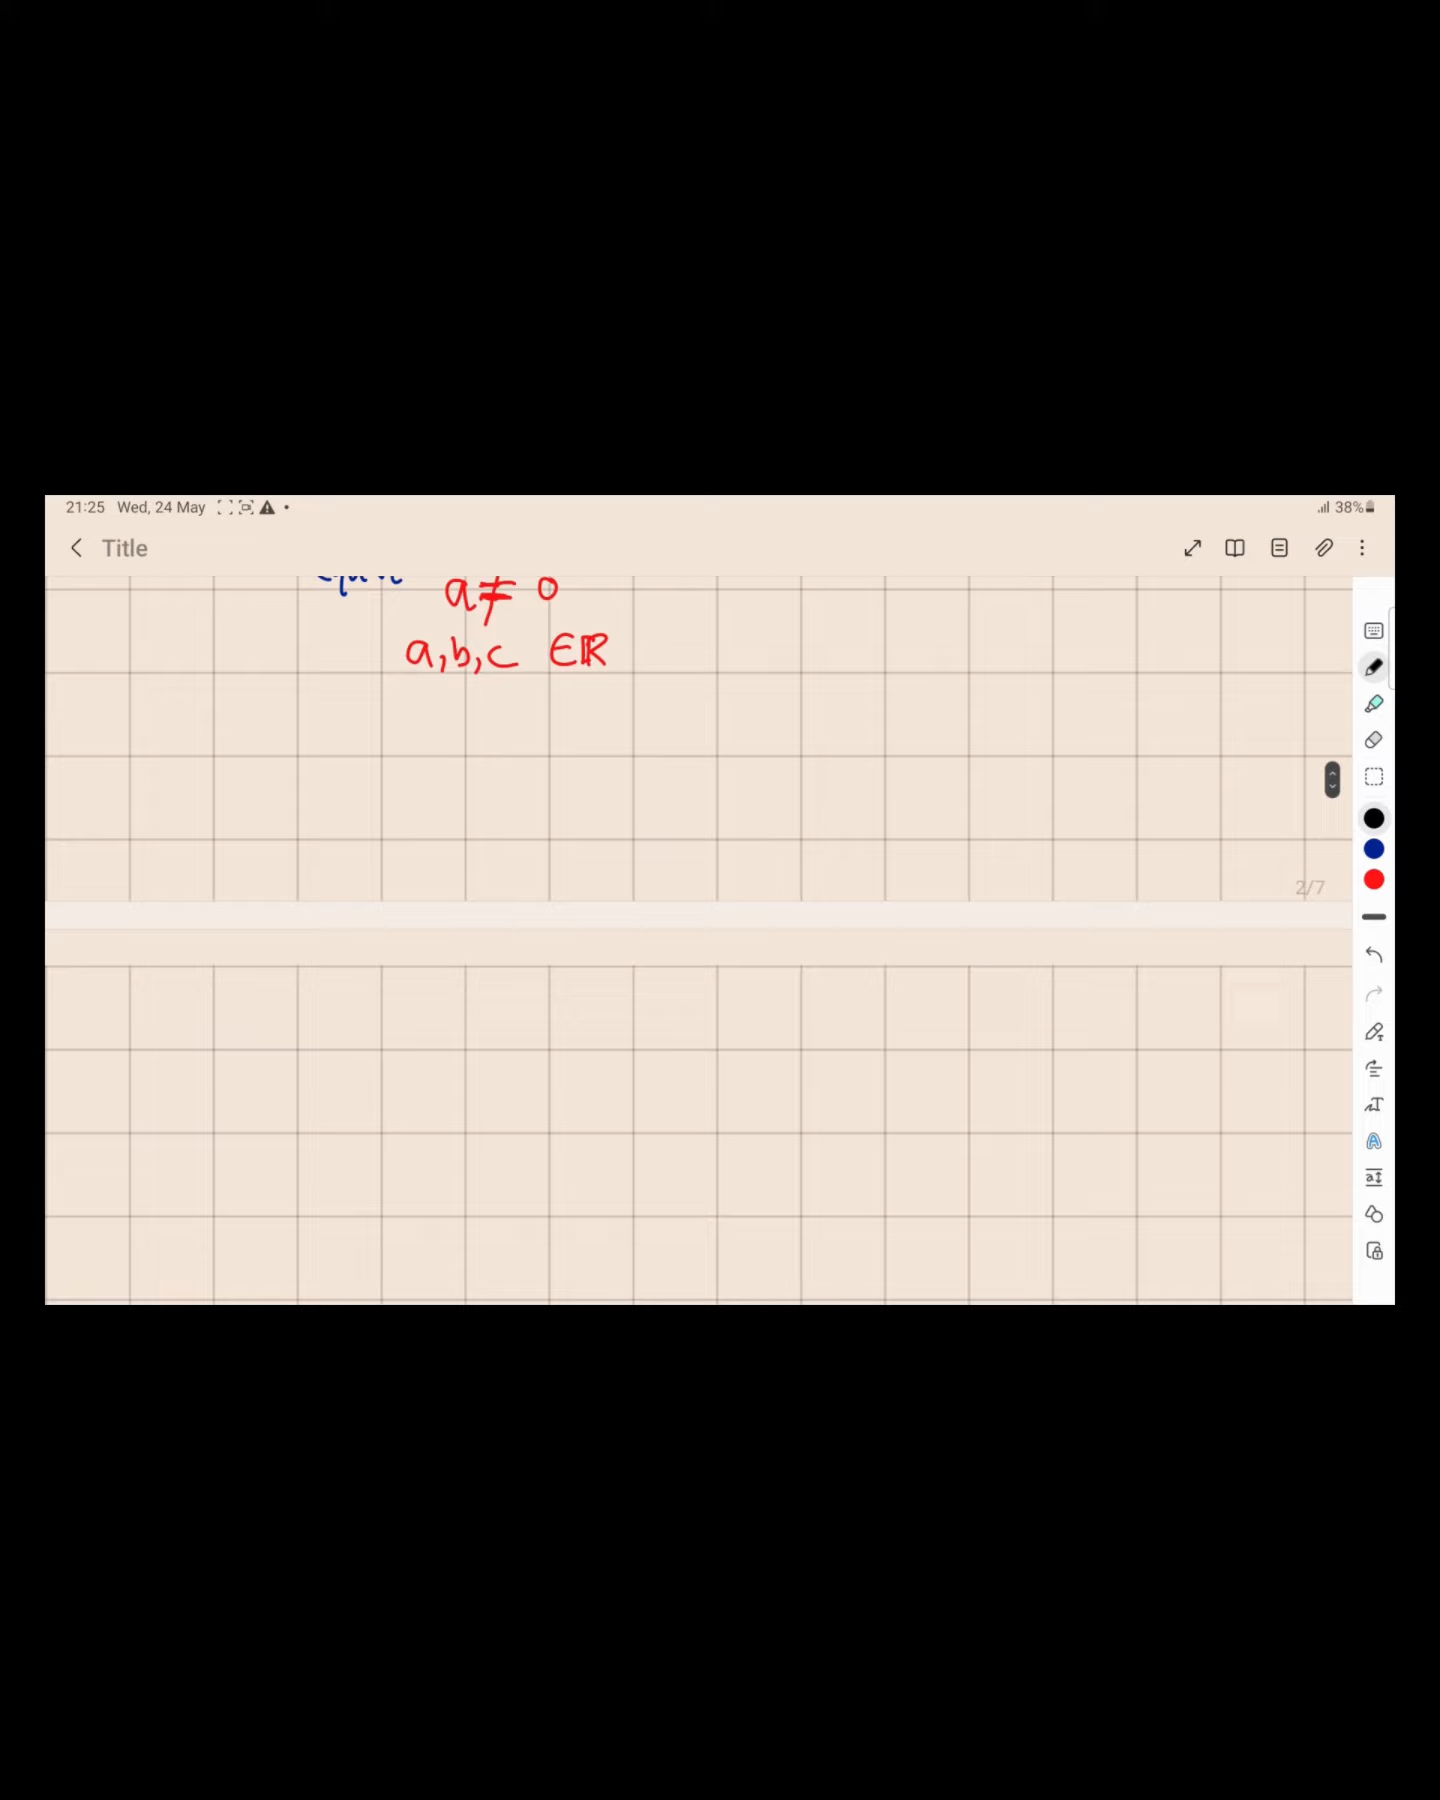 21:25 Wed, 24 May
38%
Title
a ≠ 0
a, b, c ∈ ℝ
2/7